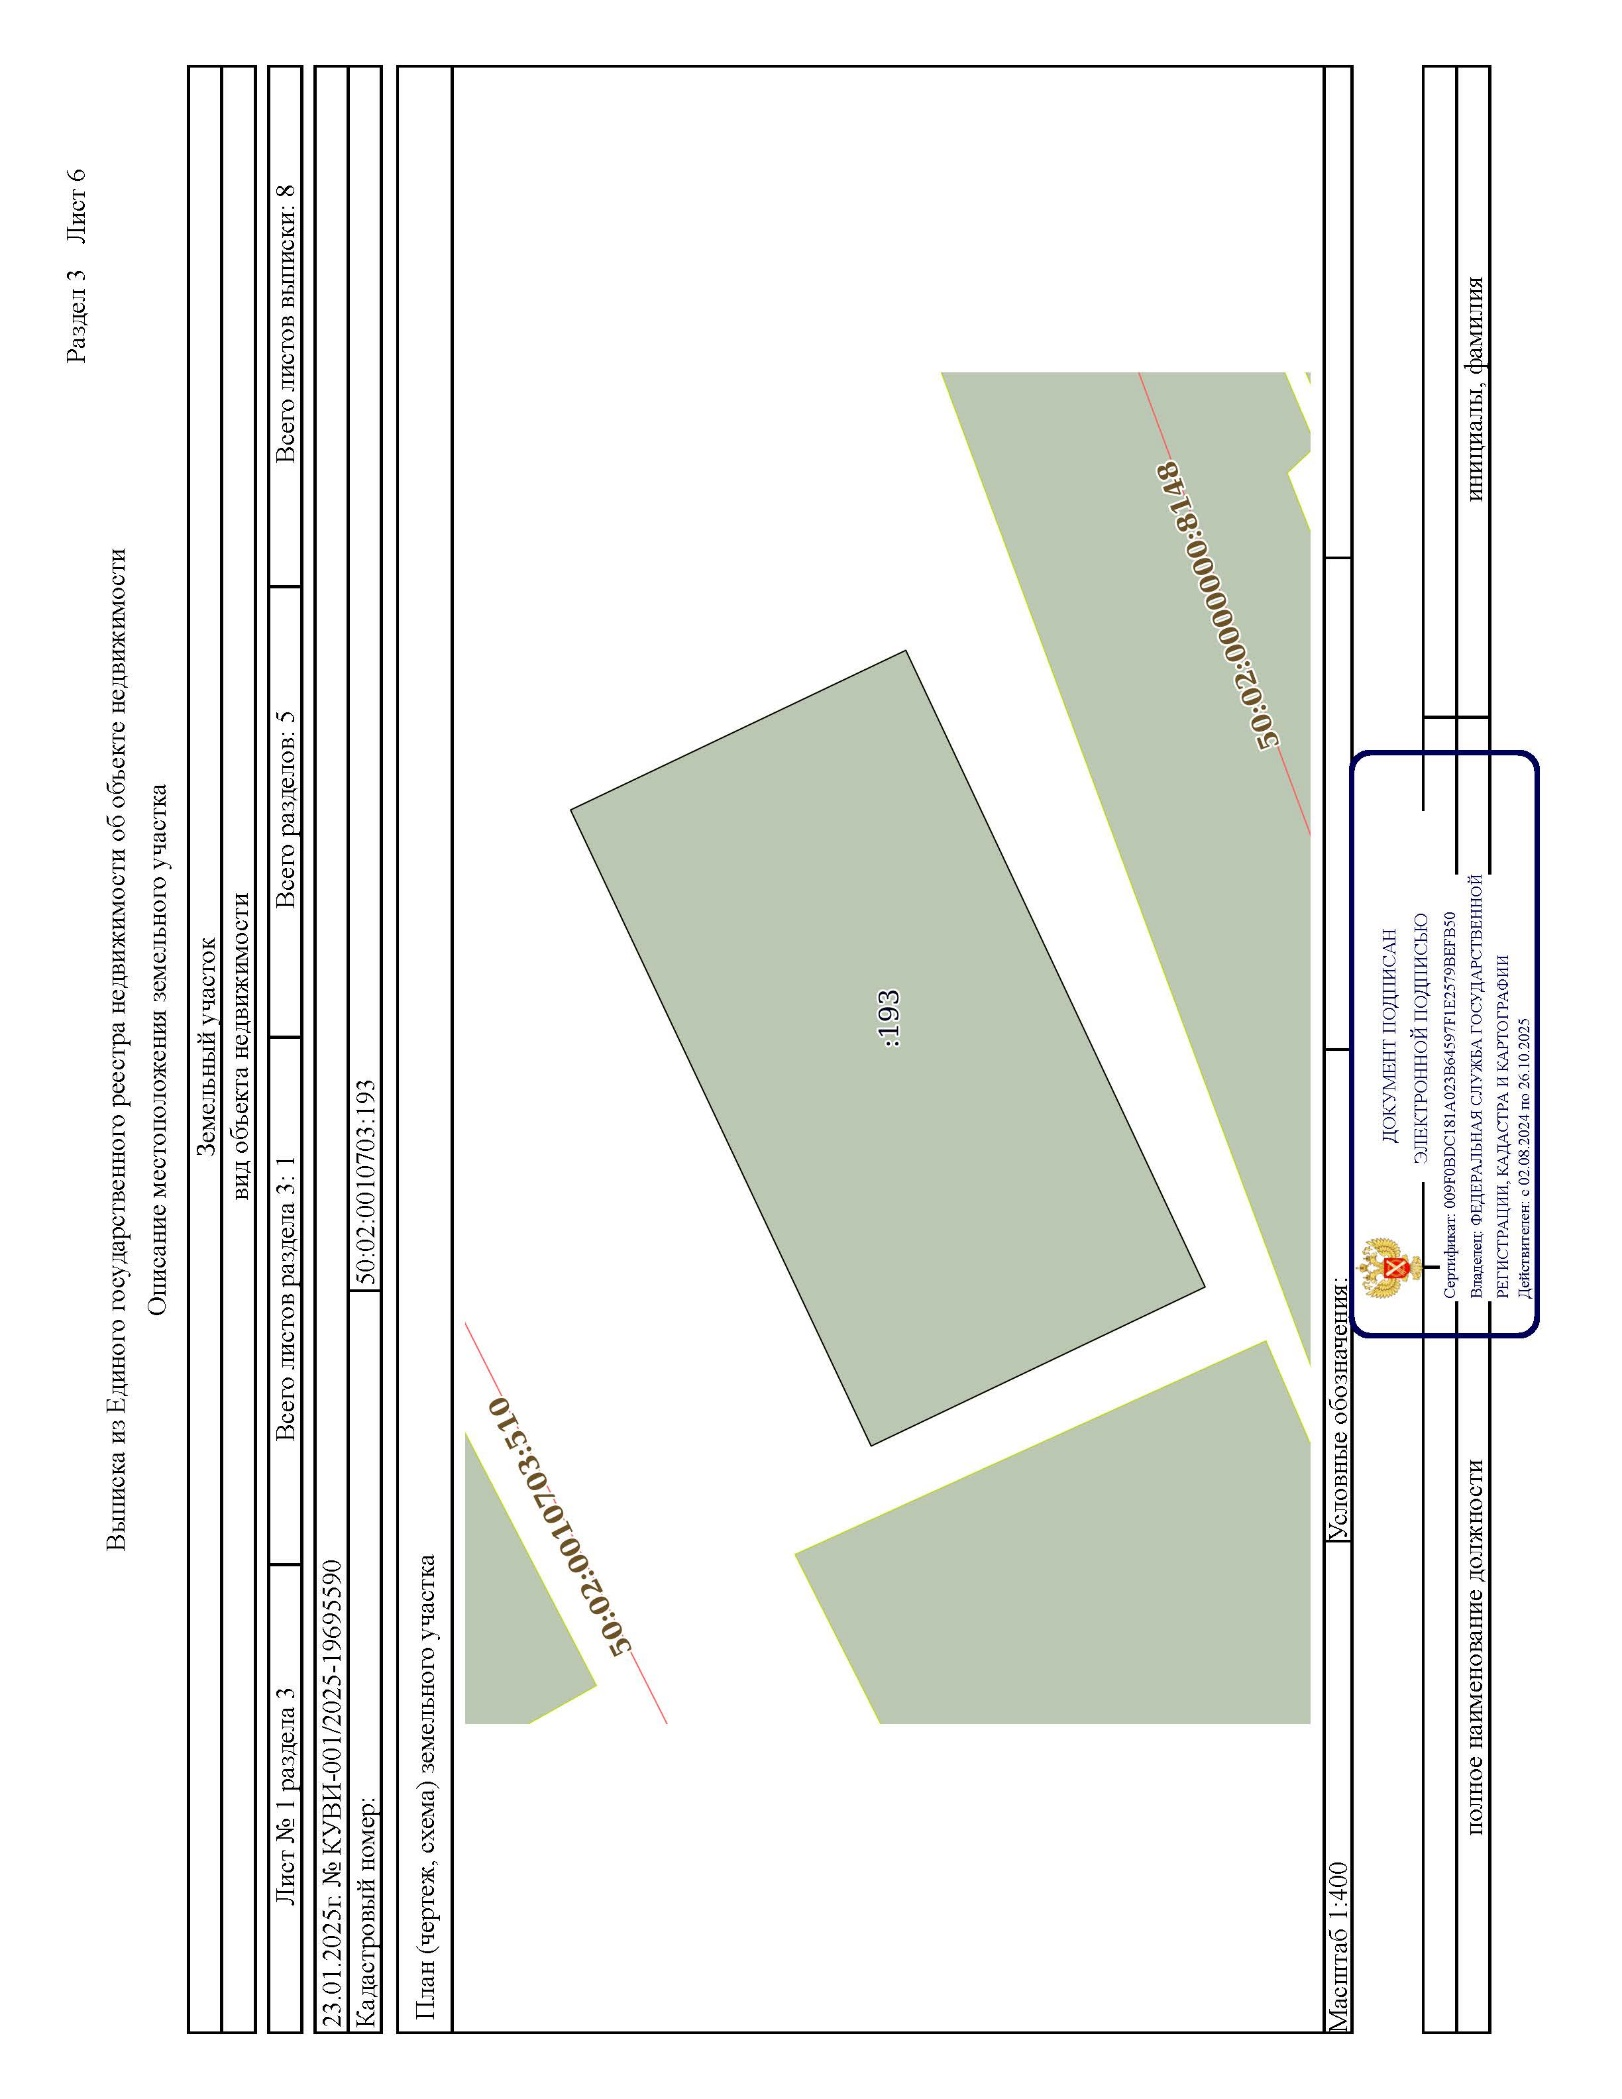 Раздел 3 Лист 6
Выписка из Единого государственного реестра недвижимости об объекте недвижимости
Описание местоположения земельного участка
Земельный участок
вид объекта недвижимости
Лист № 1 раздела 3 Всего листов раздела 3: 1 Всего разделов: 5 Всего листов выписки: 8
23.01.2025г. № КУВИ-001/2025-19695590
Кадастровый номер: 50:02:0010703:193
План (чертеж, схема) земельного участка
50:02:0010703:510
:193
50:02:0000000:8148
Масштаб 1:400 Условные обозначения:
ДОКУМЕНТ ПОДПИСАН
ЭЛЕКТРОННОЙ ПОДПИСЬЮ
Сертификат: 009F0BDC181A023B64597F1E2579BEFB50
Владелец: ФЕДЕРАЛЬНАЯ СЛУЖБА ГОСУДАРСТВЕННОЙ
РЕГИСТРАЦИИ, КАДАСТРА И КАРТОГРАФИИ
Действителен: с 02.08.2024 по 26.10.2025
полное наименование должности инициалы, фамилия